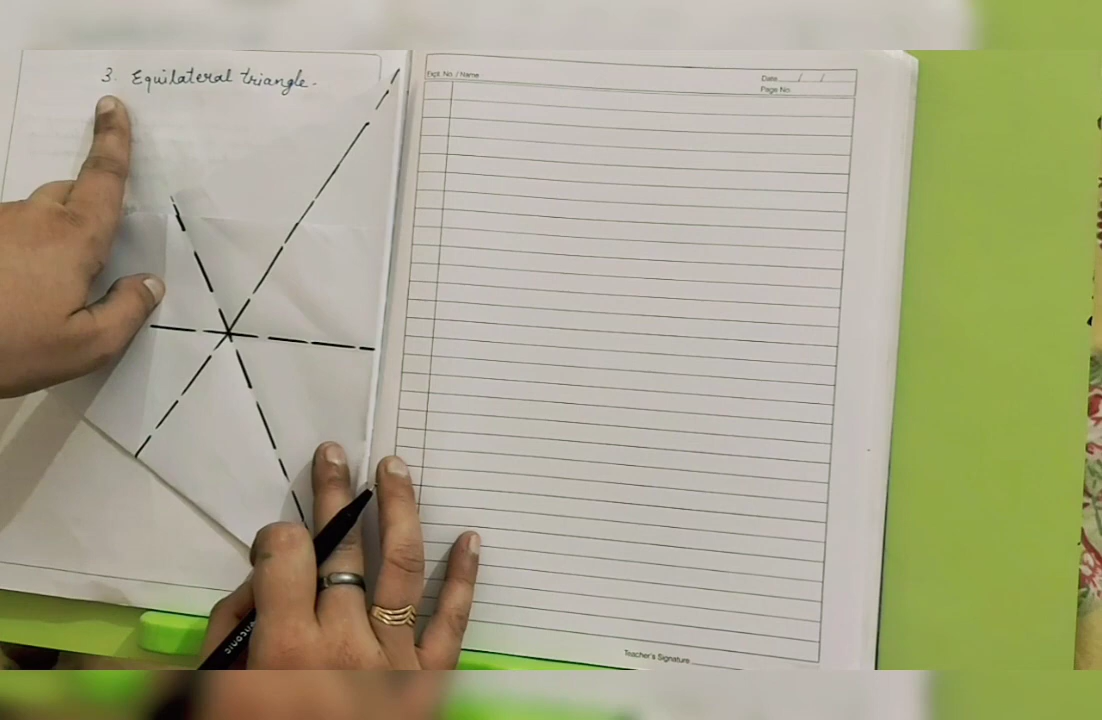 3. Equilateral triangle.
Expt. No. / Name
Date / /
Page No.
Teacher's Signature